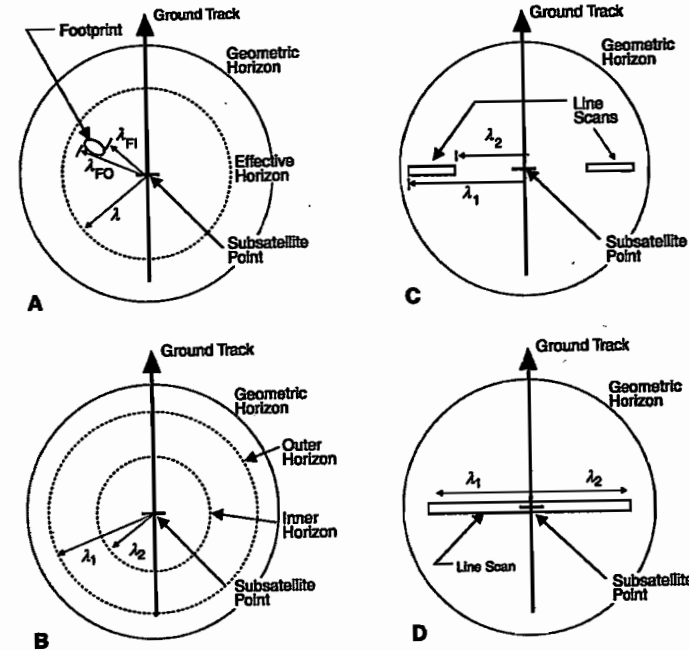 Ground Track
Footprint
Geometric
Horizon
λFI
λFO
Effective
Horizon
λ
Subsatellite
Point
A
Ground Track
Geometric
Horizon
Line
Scans
λ2
λ1
Subsatellite
Point
C
Ground Track
Geometric
Horizon
Outer
Horizon
Inner
Horizon
λ1
λ2
Subsatellite
Point
B
Ground Track
Geometric
Horizon
λ1
λ2
Line Scan
Subsatellite
Point
D